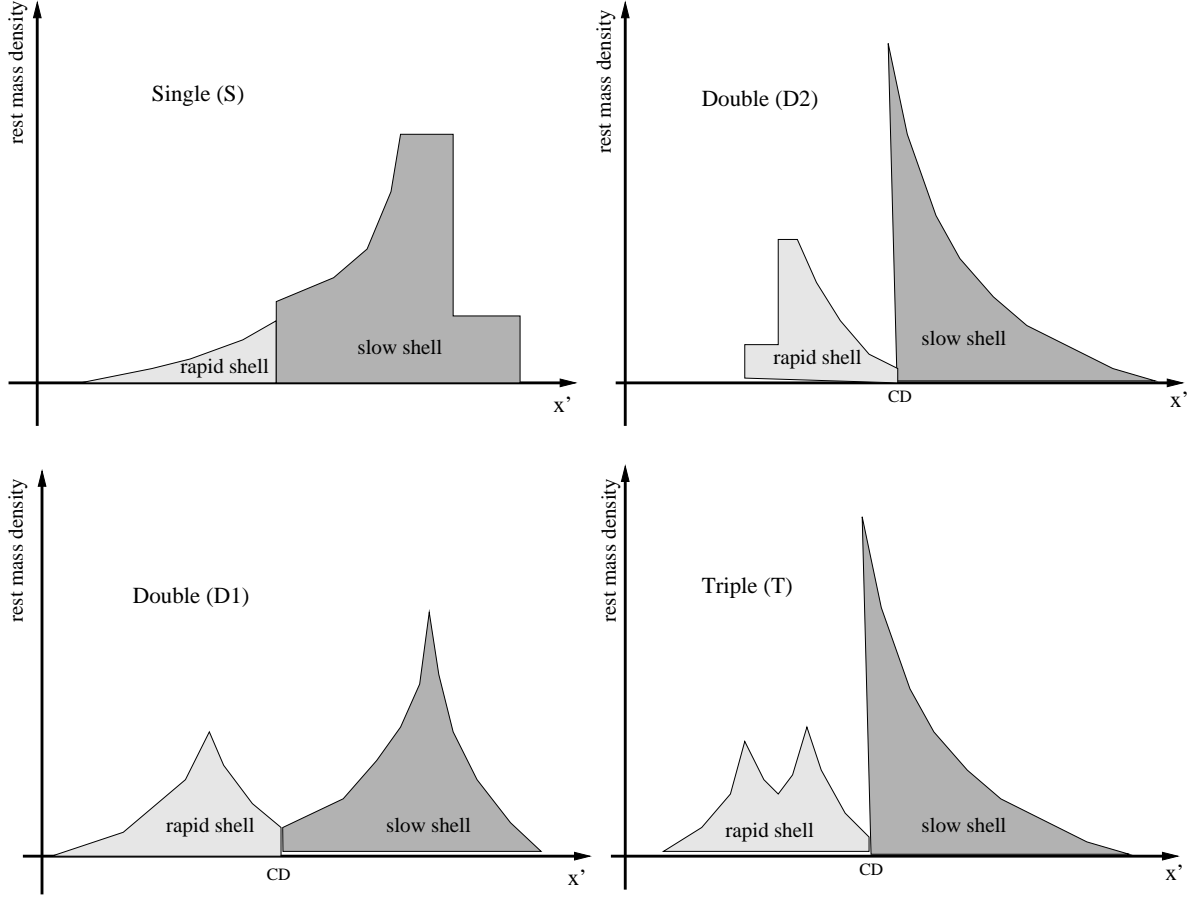 rest mass density
Single (S)
rapid shell
slow shell
x’
rest mass density
Double (D2)
rapid shell
slow shell
CD
x’
rest mass density
Double (D1)
rapid shell
slow shell
CD
x’
rest mass density
Triple (T)
rapid shell
slow shell
CD
x’